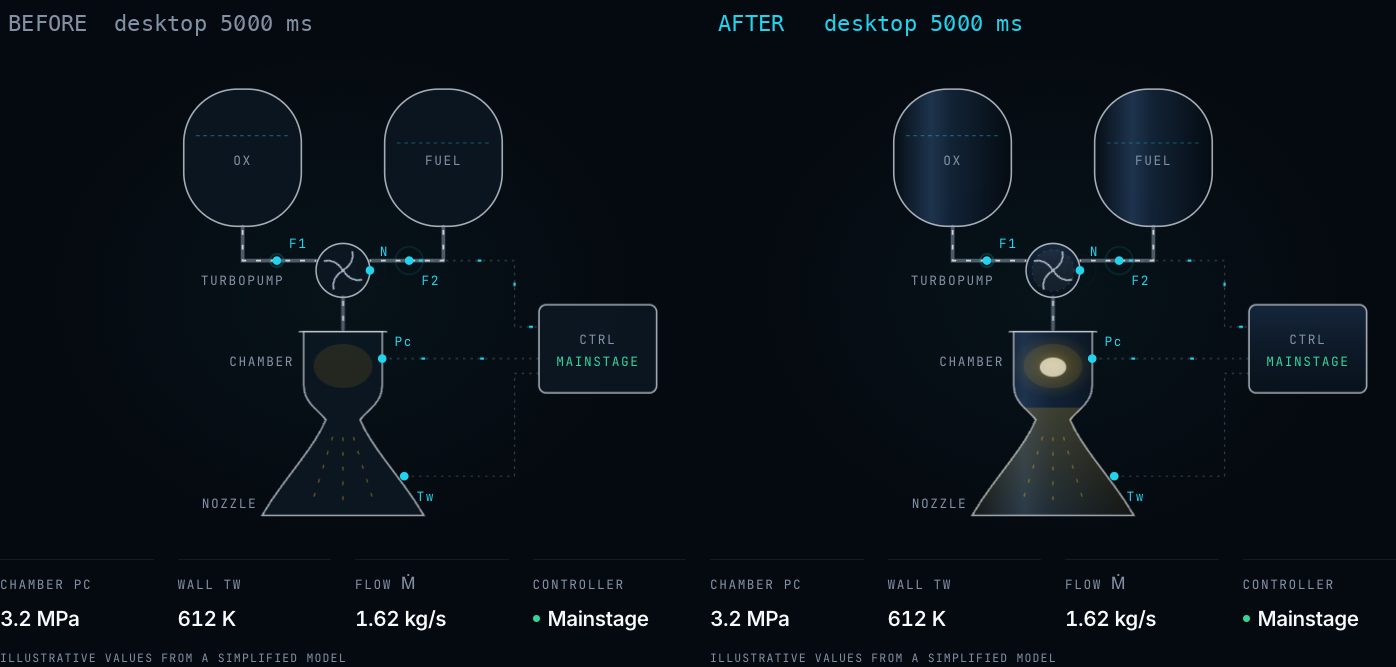 BEFORE desktop 5000 ms
AFTER desktop 5000 ms
OX
FUEL
F1
N
F2
TURBOPUMP
CTRL
MAINSTAGE
Pc
CHAMBER
Tw
NOZZLE
CHAMBER PC
WALL TW
FLOW Ṁ
CONTROLLER
3.2 MPa
612 K
1.62 kg/s
Mainstage
ILLUSTRATIVE VALUES FROM A SIMPLIFIED MODEL
OX
FUEL
F1
N
F2
TURBOPUMP
CTRL
MAINSTAGE
Pc
CHAMBER
Tw
NOZZLE
CHAMBER PC
WALL TW
FLOW Ṁ
CONTROLLER
3.2 MPa
612 K
1.62 kg/s
Mainstage
ILLUSTRATIVE VALUES FROM A SIMPLIFIED MODEL